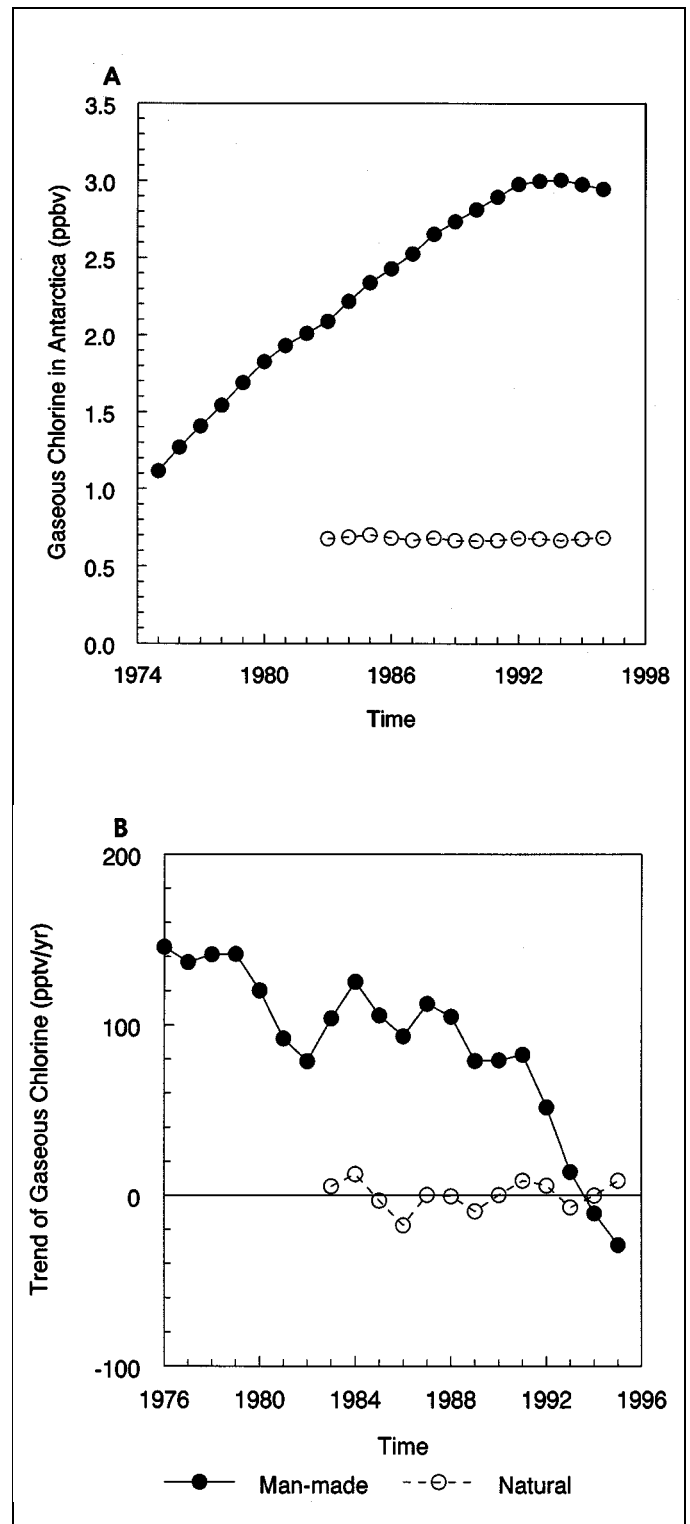 A
Gaseous Chlorine in Antarctica (ppbv)
3.5
3.0
2.5
2.0
1.5
1.0
0.5
0.0
1974 1980 1986 1992 1998
Time
B
Trend of Gaseous Chlorine (pptv/yr)
200
100
0
-100
1976 1980 1984 1988 1992 1996
Time
Man-made Natural